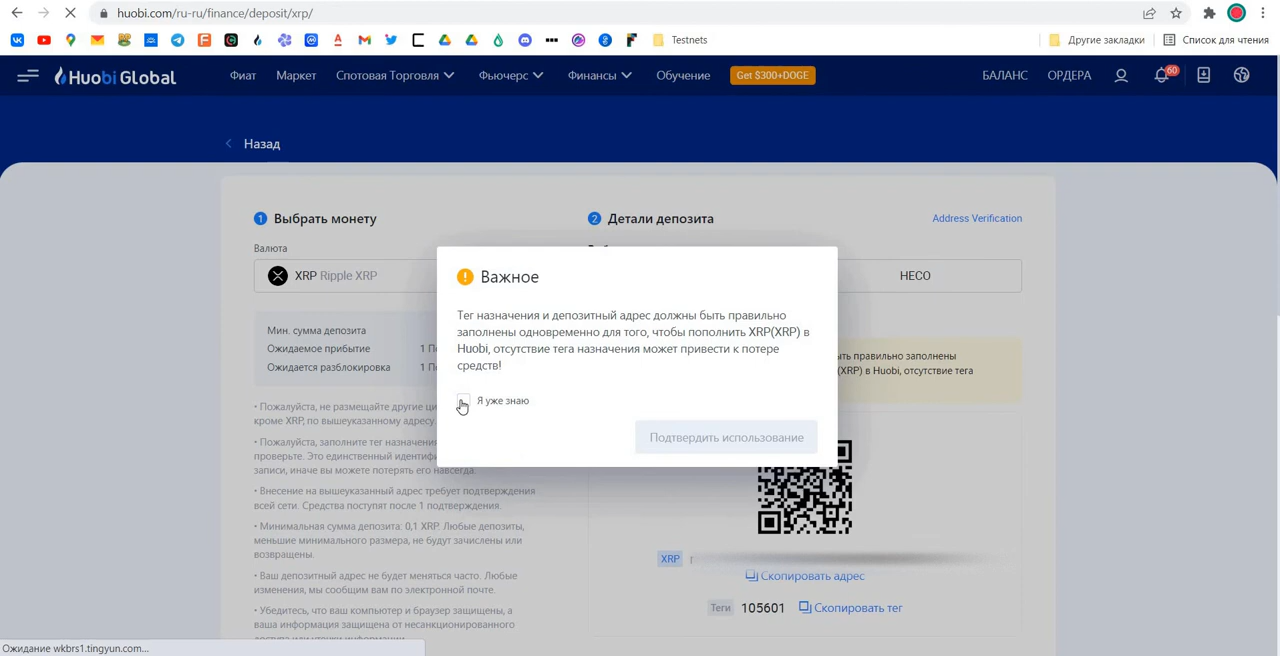 huobi.com/ru-ru/finance/deposit/xrp/
Testnets
Другие закладки
Список для чтения
Huobi Global
Фиат
Маркет
Спотовая Торговля
Фьючерс
Финансы
Обучение
Get $300+DOGE
БАЛАНС
ОРДЕРА
60
Назад
1 Выбрать монету
2 Детали депозита
Address Verification
Валюта
XRP Ripple XRP
HECO
Важное
Тег назначения и депозитный адрес должны быть правильно
заполнены одновременно для того, чтобы пополнить XRP(XRP) в
Huobi, отсутствие тега назначения может привести к потере
средств!
Я уже знаю
Подтвердить использование
Мин. сумма депозита
Ожидаемое прибытие
Ожидается разблокировка
правильно заполнены
(XRP) в Huobi, отсутствие тега
• Пожалуйста, не размещайте другие
кроме XRP, по вышеуказанному адресу
• Пожалуйста, заполните тег
проверьте. Это единственный
записи, иначе вы можете потерять его навсегда.
• Внесение на вышеуказанный адрес требует подтверждения
всей сети. Средства поступят после 1 подтверждения.
• Минимальная сумма депозита: 0,1 XRP. Любые депозиты,
меньшие минимального размера, не будут зачислены или
возвращены.
• Ваш депозитный адрес не будет меняться часто. Любые
изменения, мы сообщим вам по электронной почте.
• Убедитесь, что ваш компьютер и браузер защищены, а
ваша информация защищена от несанкционированного
XRP
Скопировать адрес
Теги 105601 Скопировать тег
Ожидание wkbrs1.tingyun.com...